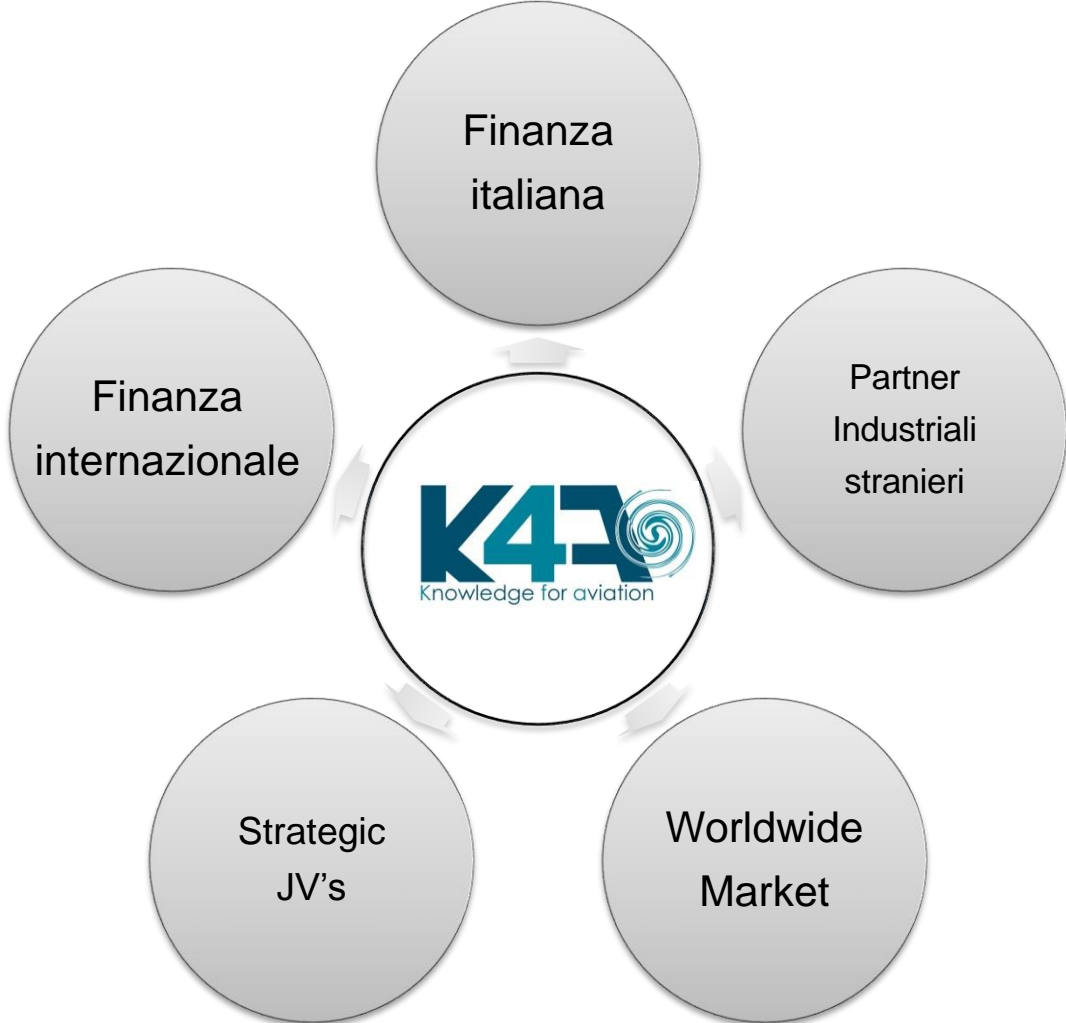 Finanza
italiana
Finanza
internazionale
Partner
Industriali
stranieri
K4A
Knowledge for aviation
Strategic
JV’s
Worldwide
Market